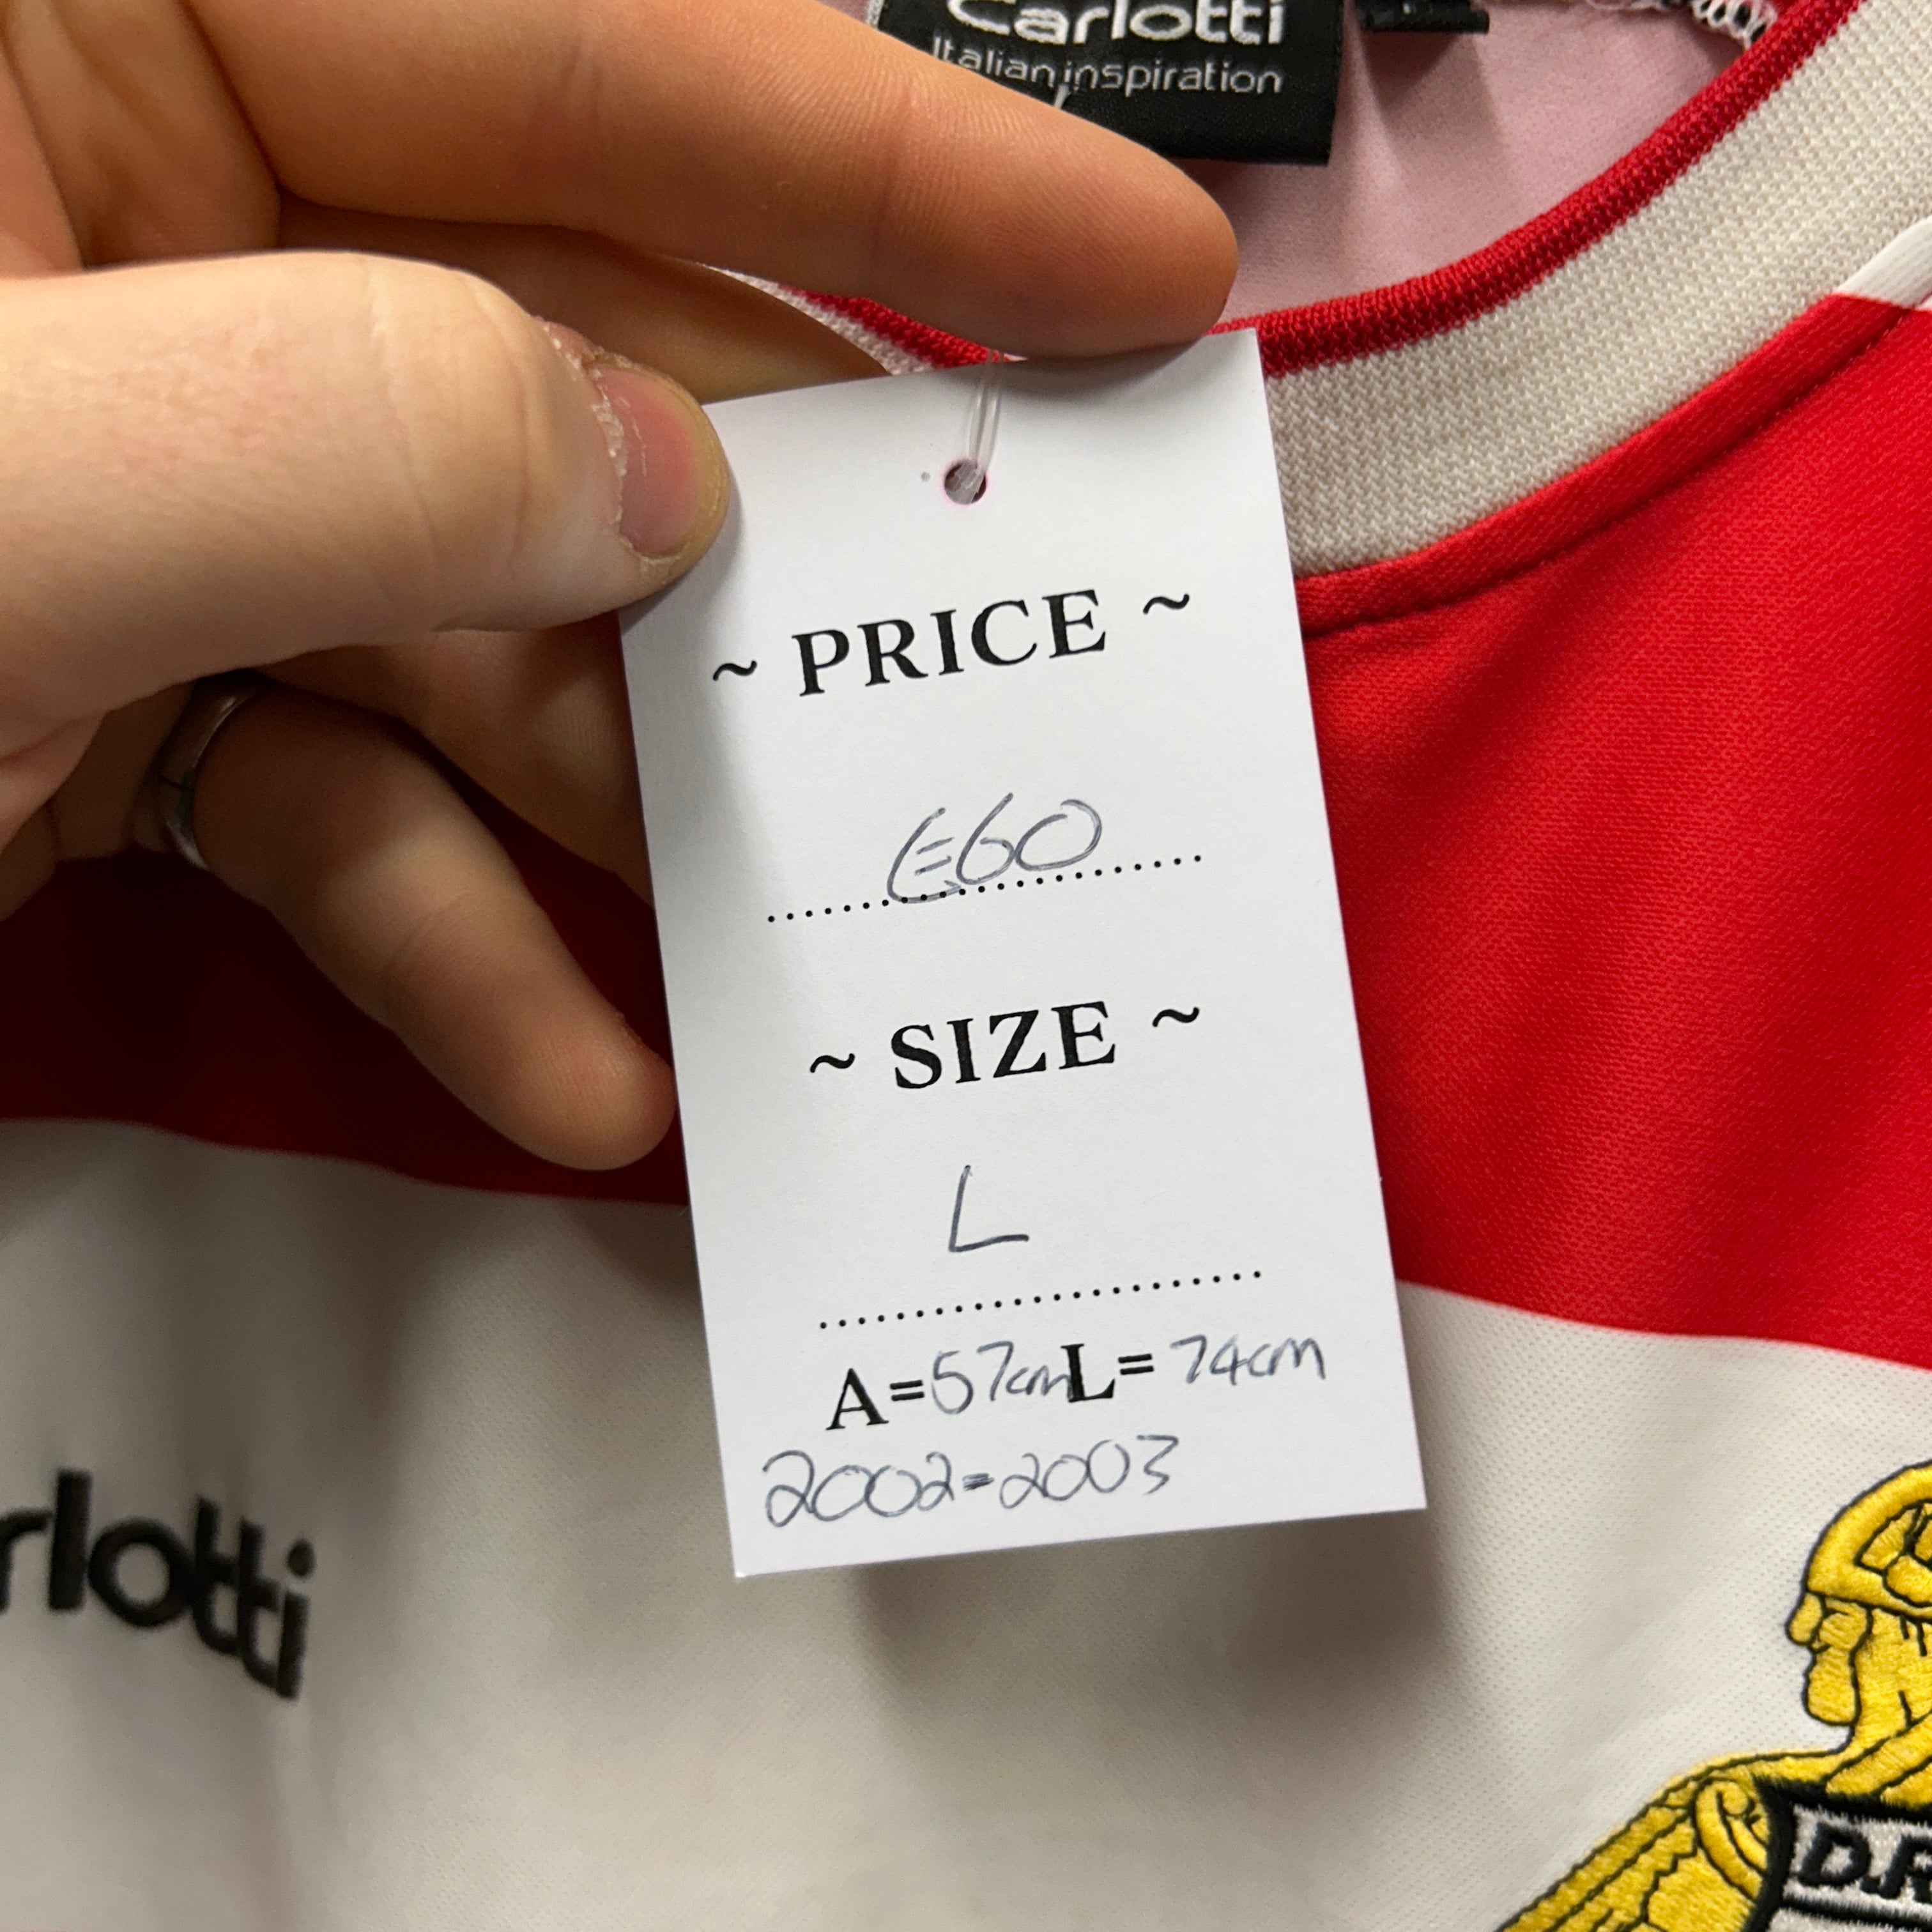 Carlotti
Italian inspiration
~ PRICE ~
€60
~ SIZE ~
L
A=57cm L=74cm
2002-2003
rlotti
D.R